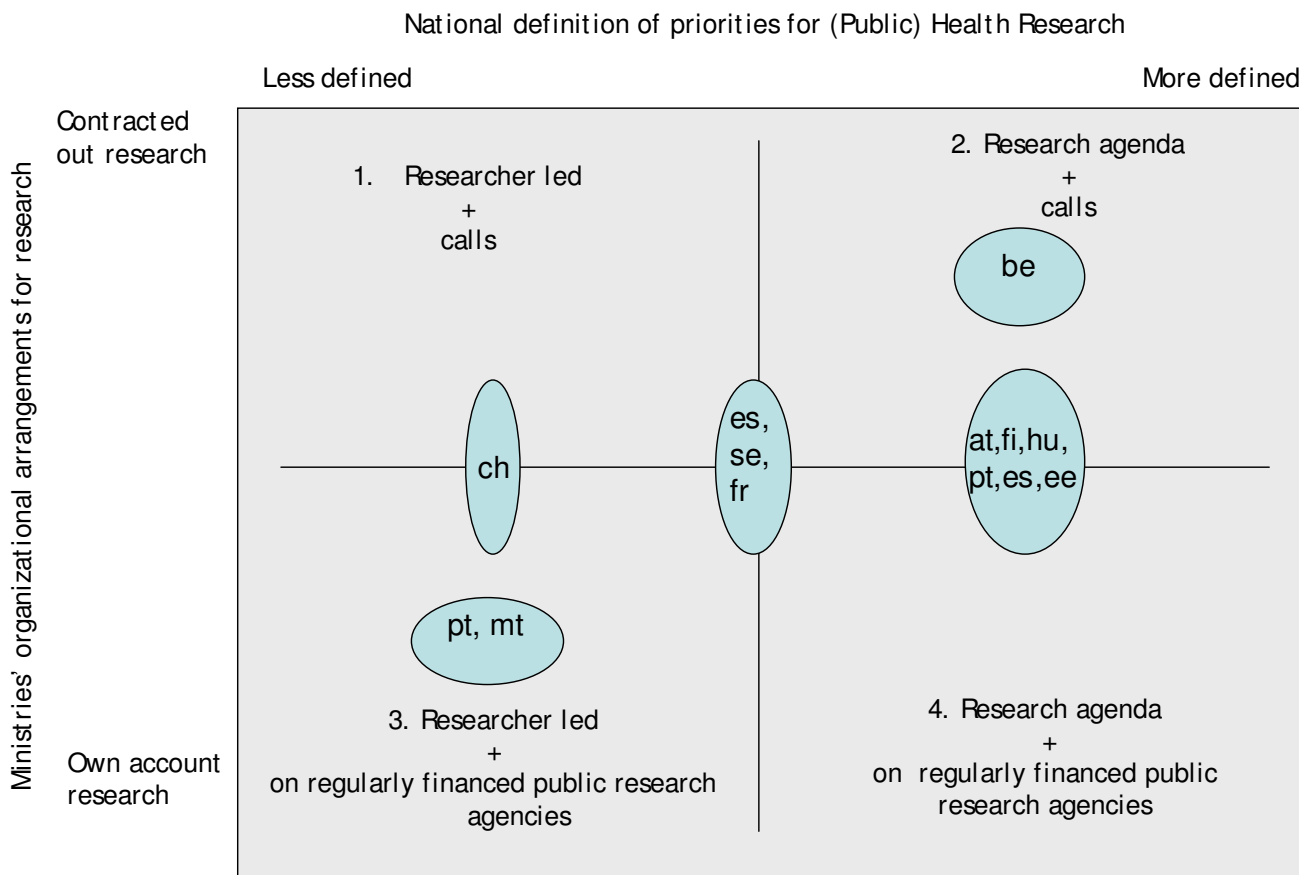 National definition of priorities for (Public) Health Research
Less defined
More defined
Ministries' organizational arrangements for research
Contracted
out research
1. Researcher led
+
calls
2. Research agenda
+
calls
be
ch
es,
se,
fr
at,fi,hu,
pt,es,ee
pt, mt
3. Researcher led
+
on regularly financed public research
agencies
4. Research agenda
+
on regularly financed public
research agencies
Own account
research